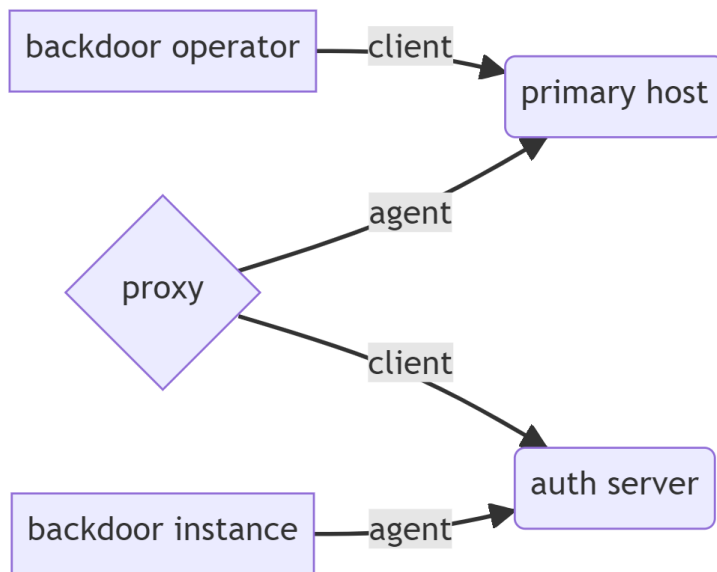 backdoor operator
client
primary host
agent
proxy
client
auth server
backdoor instance
agent